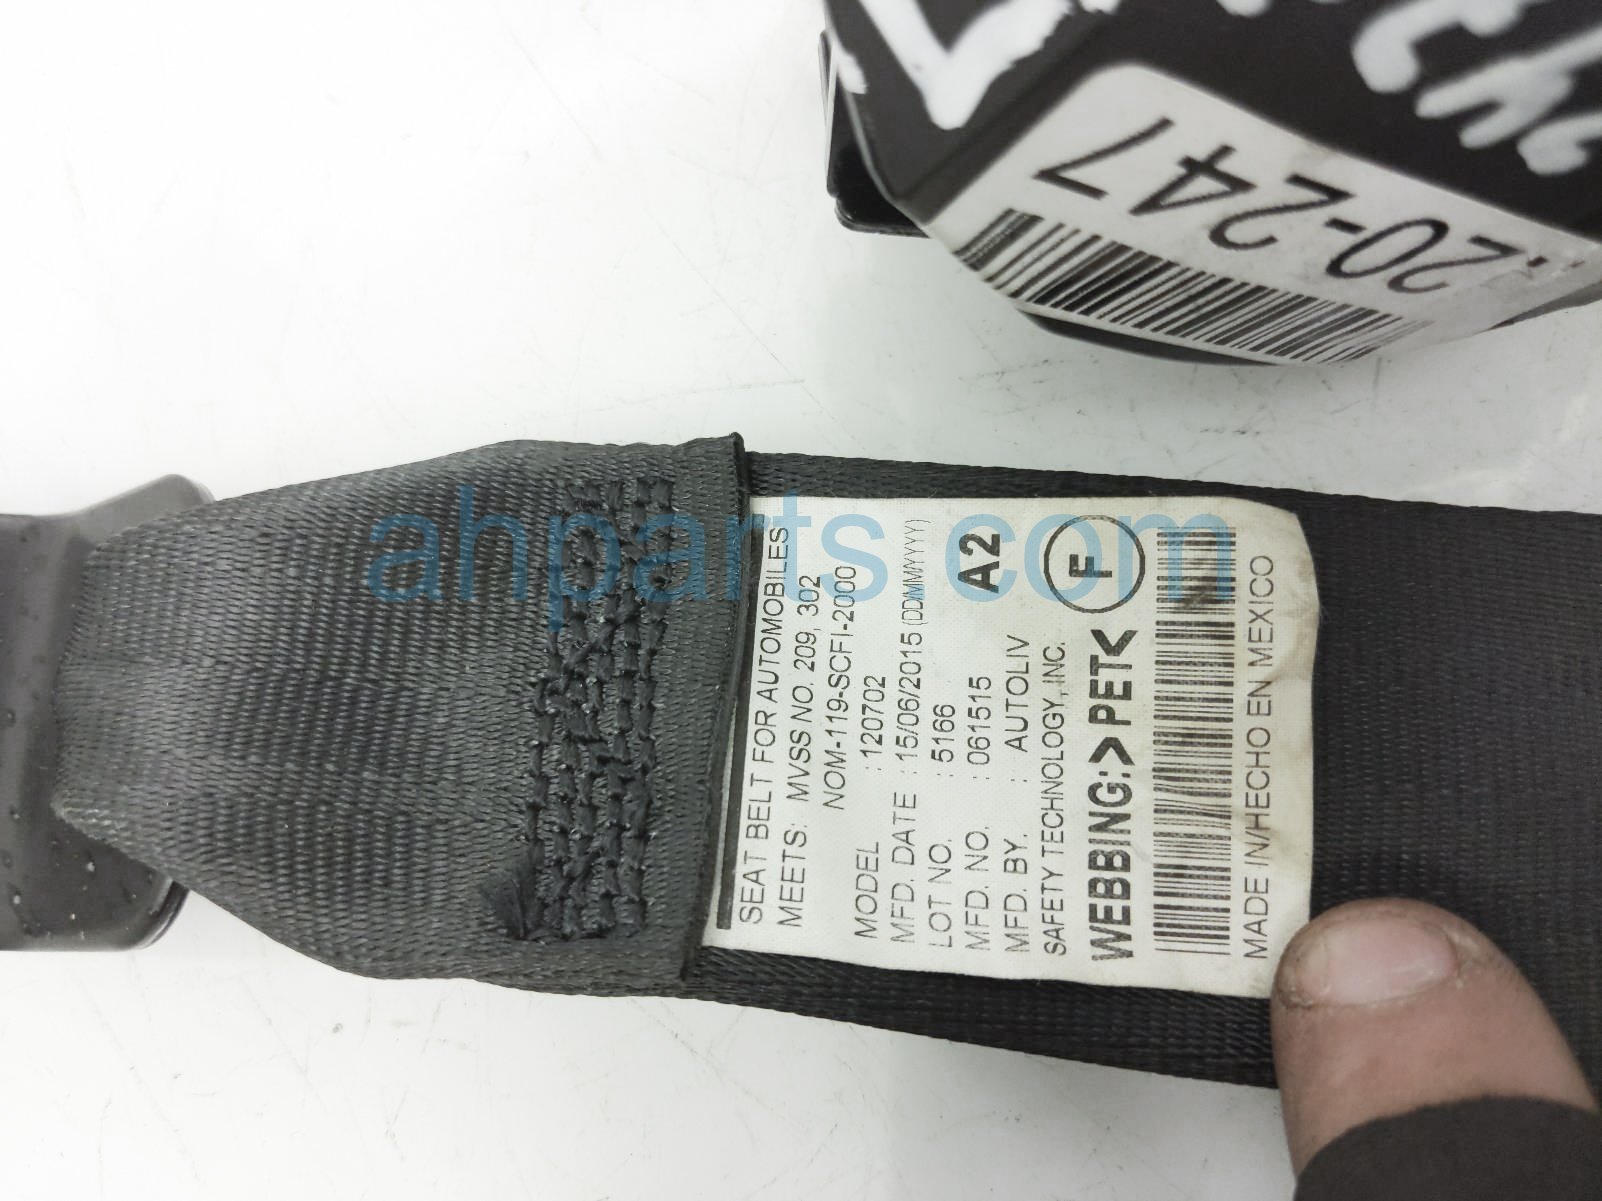 SEAT BELT FOR AUTOMOBILES
MEETS: MVSS NO. 209, 302
NOM-119-SCFI-2000
MODEL : 120702
MFD. DATE : 15/06/2015 (DD/MM/YYYY)
LOT NO. : 5166
MFD. NO. : 061515 A2
MFD. BY. : AUTOLIV
SAFETY TECHNOLOGY, INC.
WEBBING:>PET< F
MADE IN/HECHO EN MEXICO
.20-247
ahparts.com